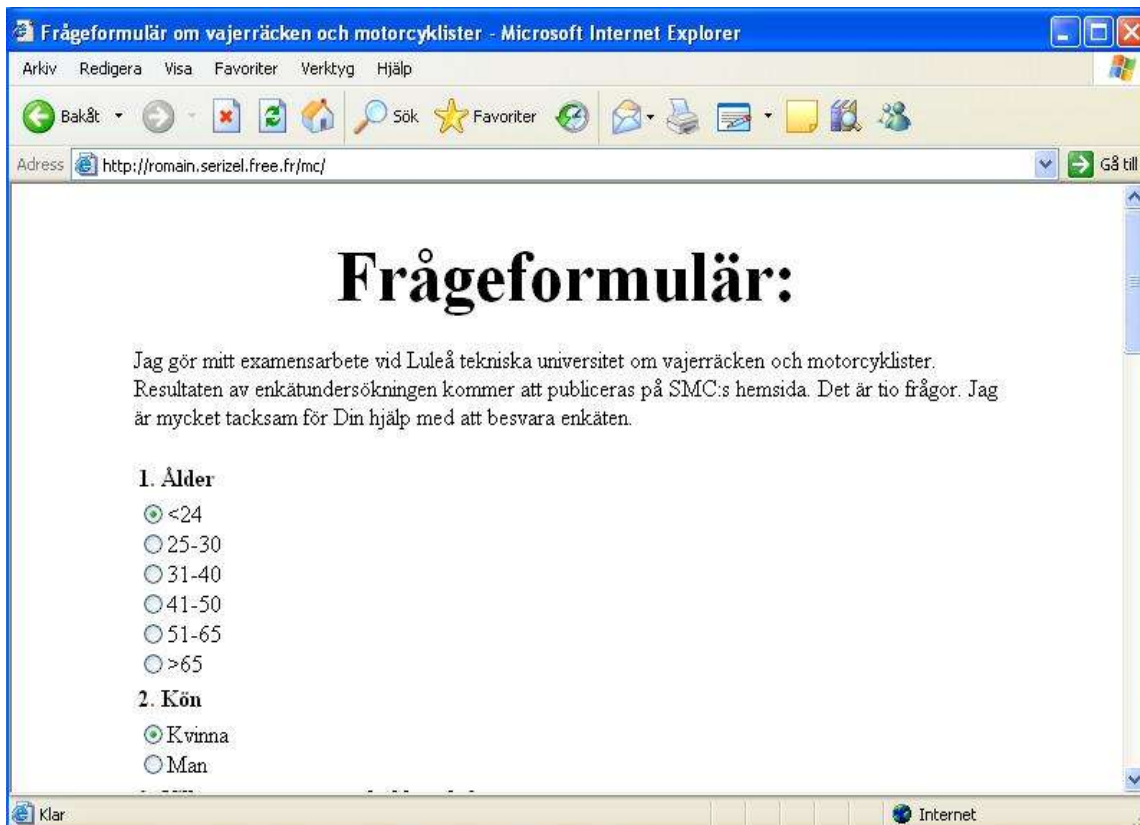 Frågeformulär om vajerräcken och motorcyklister - Microsoft Internet Explorer
Arkiv Redigera Visa Favoriter Verktyg Hjälp
Bakåt Sök Favoriter
Adress http://romain.serizel.free.fr/mc/ Gå till
Frågeformulär:
Jag gör mitt examensarbete vid Luleå tekniska universitet om vajerräcken och motorcyklister.
Resultaten av enkätundersökningen kommer att publiceras på SMC:s hemsida. Det är tio frågor. Jag
är mycket tacksam för Din hjälp med att besvara enkäten.
1. Ålder
<24
25-30
31-40
41-50
51-65
>65
2. Kön
Kvinna
Man
Klar Internet